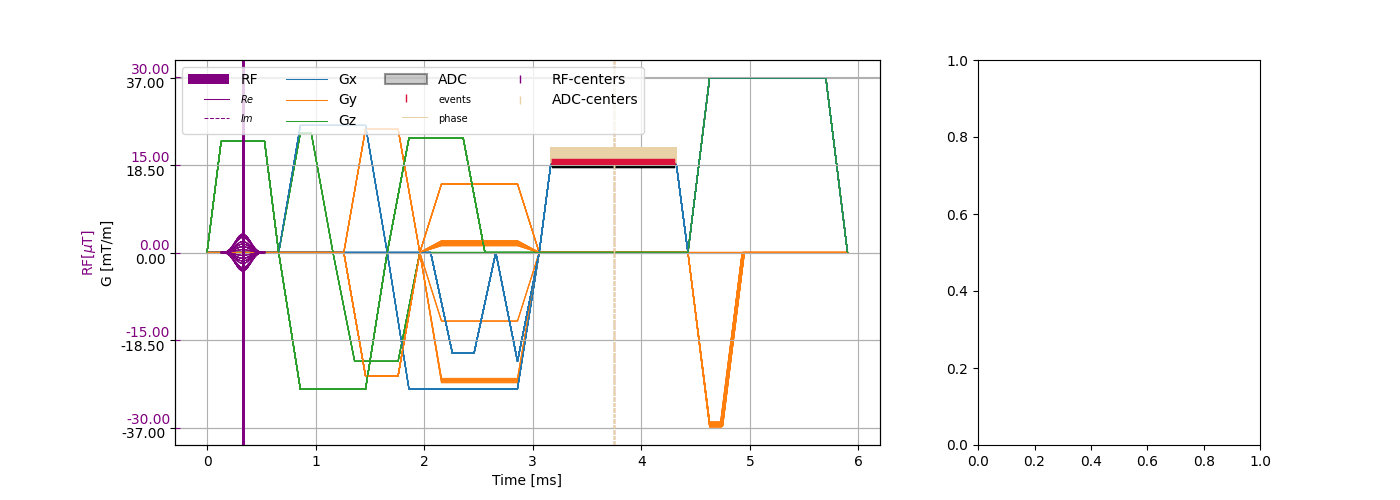 RF Gx ADC RF-centers
Re Gy events ADC-centers
Im Gz phase
30.00
37.00
15.00
18.50
0.00
0.00
-15.00
-18.50
-30.00
-37.00
RF[μT]
G [mT/m]
0 1 2 3 4 5 6
Time [ms]
1.0
0.8
0.6
0.4
0.2
0.0
0.0 0.2 0.4 0.6 0.8 1.0